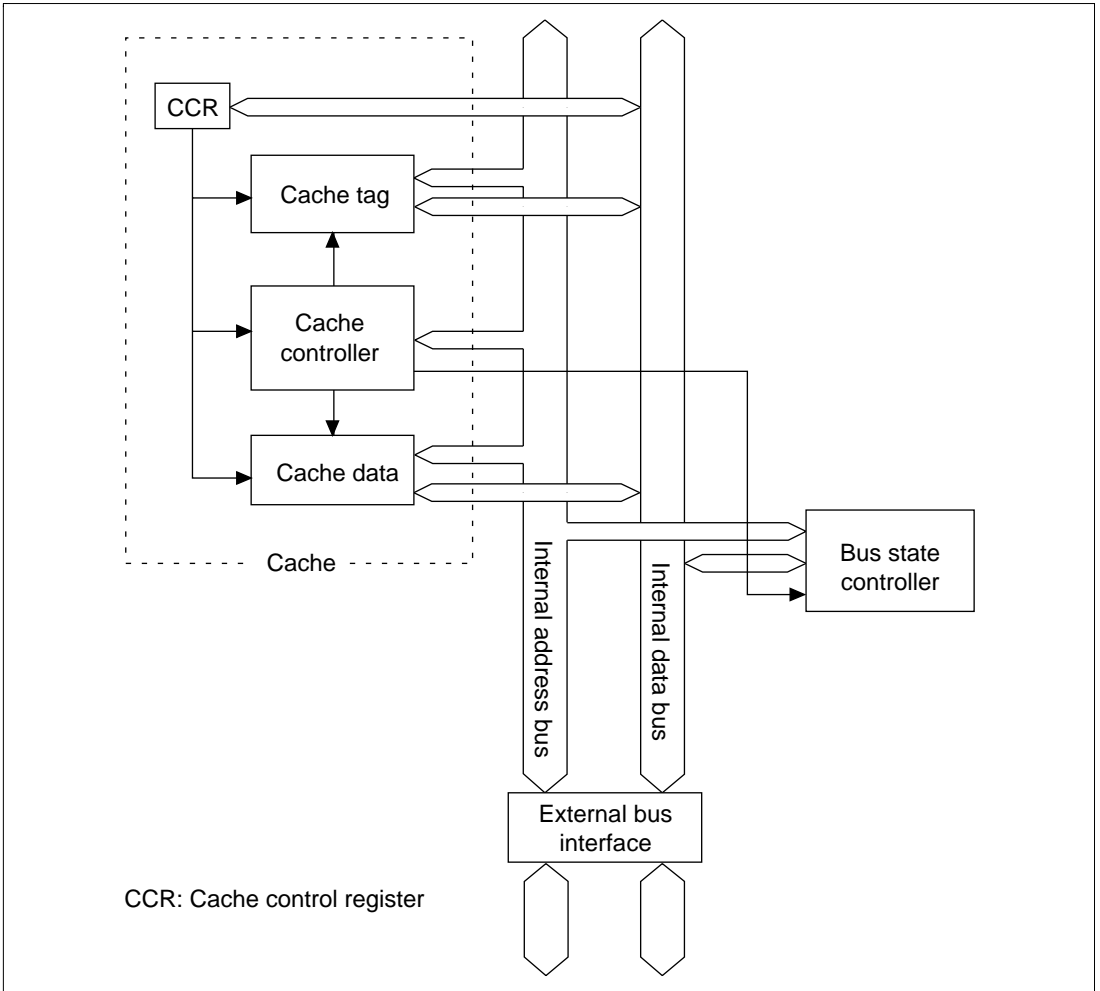 CCR
Cache tag
Cache
controller
Cache data
Cache
Internal address bus
Internal data bus
Bus state
controller
External bus
interface
CCR: Cache control register